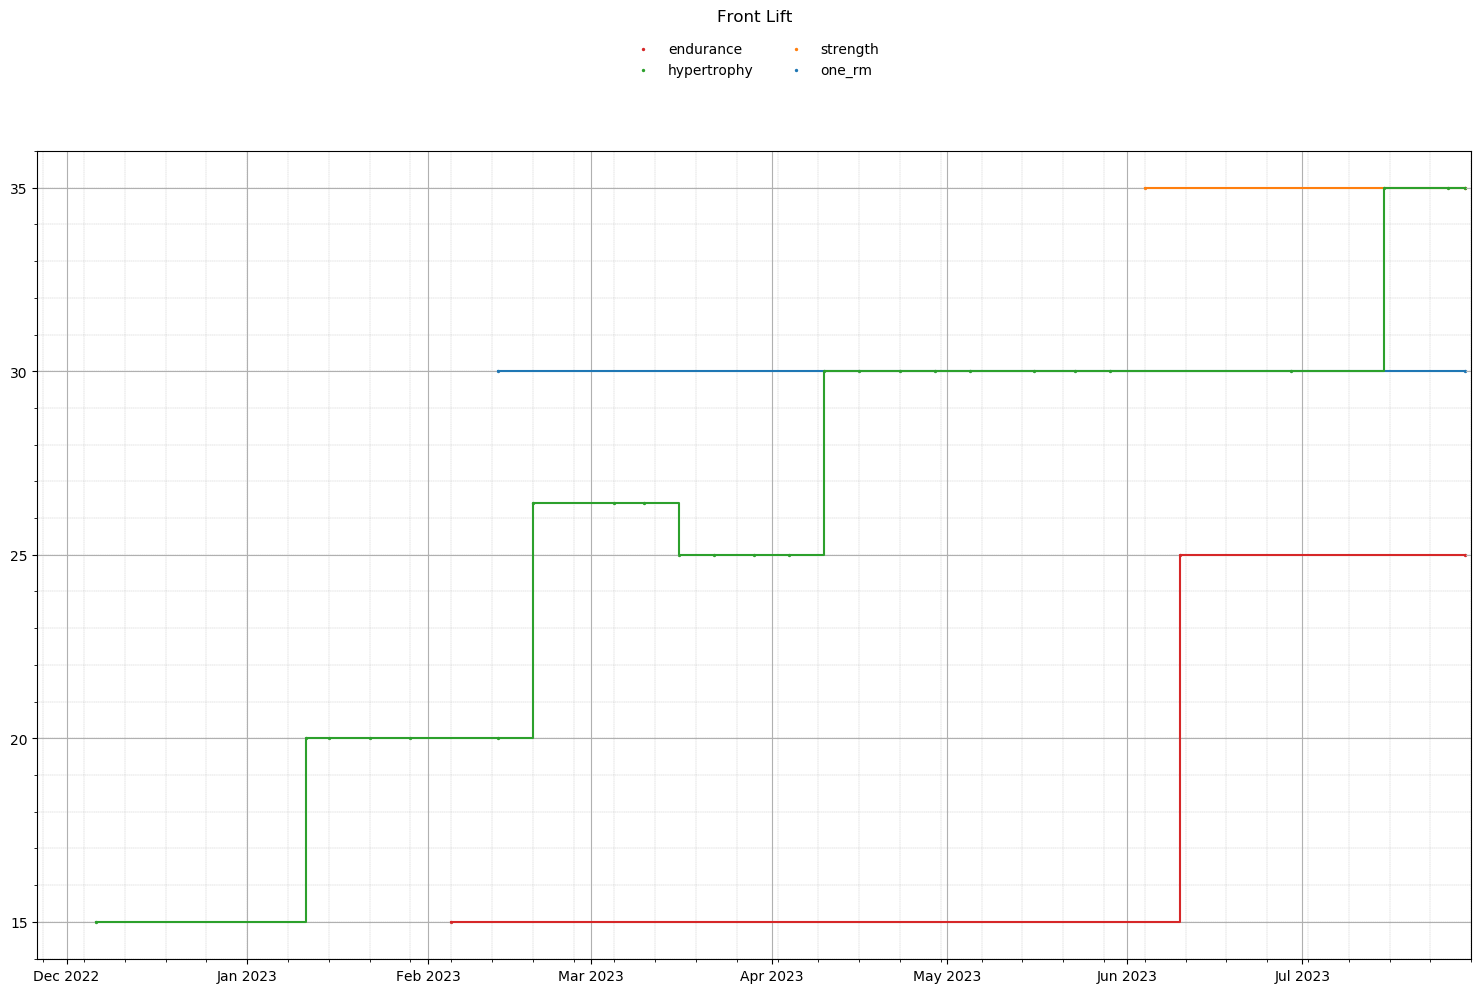 Front Lift
endurance strength
hypertrophy one_rm
35
30
25
20
15
Dec 2022 Jan 2023 Feb 2023 Mar 2023 Apr 2023 May 2023 Jun 2023 Jul 2023